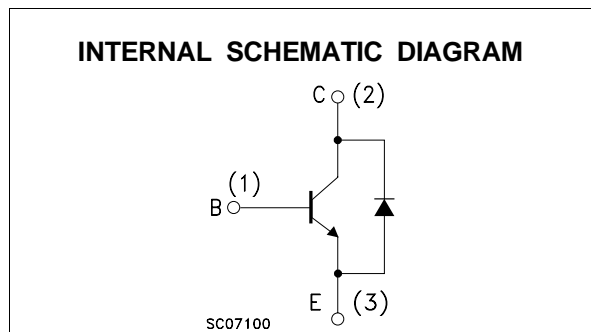 INTERNAL SCHEMATIC DIAGRAM
C (2)
(1)
B
E (3)
SC07100